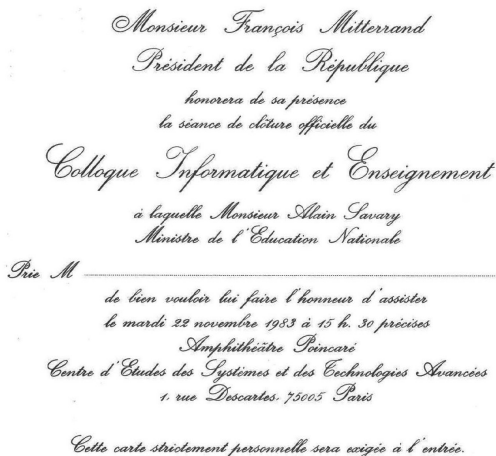 Monsieur François Mitterrand
Président de la République
honorera de sa présence
la séance de clôture officielle du
Colloque Informatique et Enseignement
à laquelle Monsieur Alain Savary
Ministre de l'Education Nationale
Prie M
de bien vouloir lui faire l'honneur d'assister
le mardi 22 novembre 1983 à 15 h. 30 précises
Amphithéâtre Poincaré
Centre d'Etudes des Systèmes et des Technologies Avancées
1, rue Descartes, 75005 Paris
Cette carte strictement personnelle sera exigée à l'entrée.